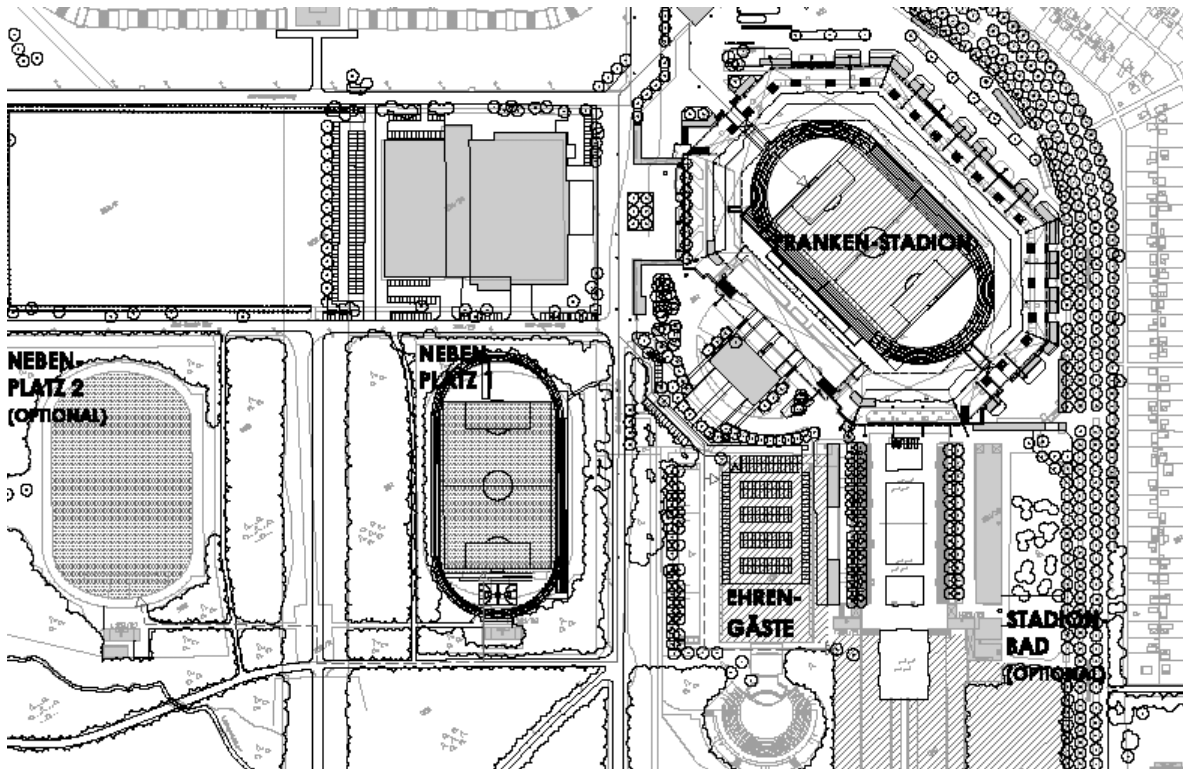 FRANKEN-STADION
NEBEN-
PLATZ 2
(OPTIONAL)
NEBEN
PLATZ 1
EHREN-
GÄSTE
STADION
BAD
(OPTIONAL)